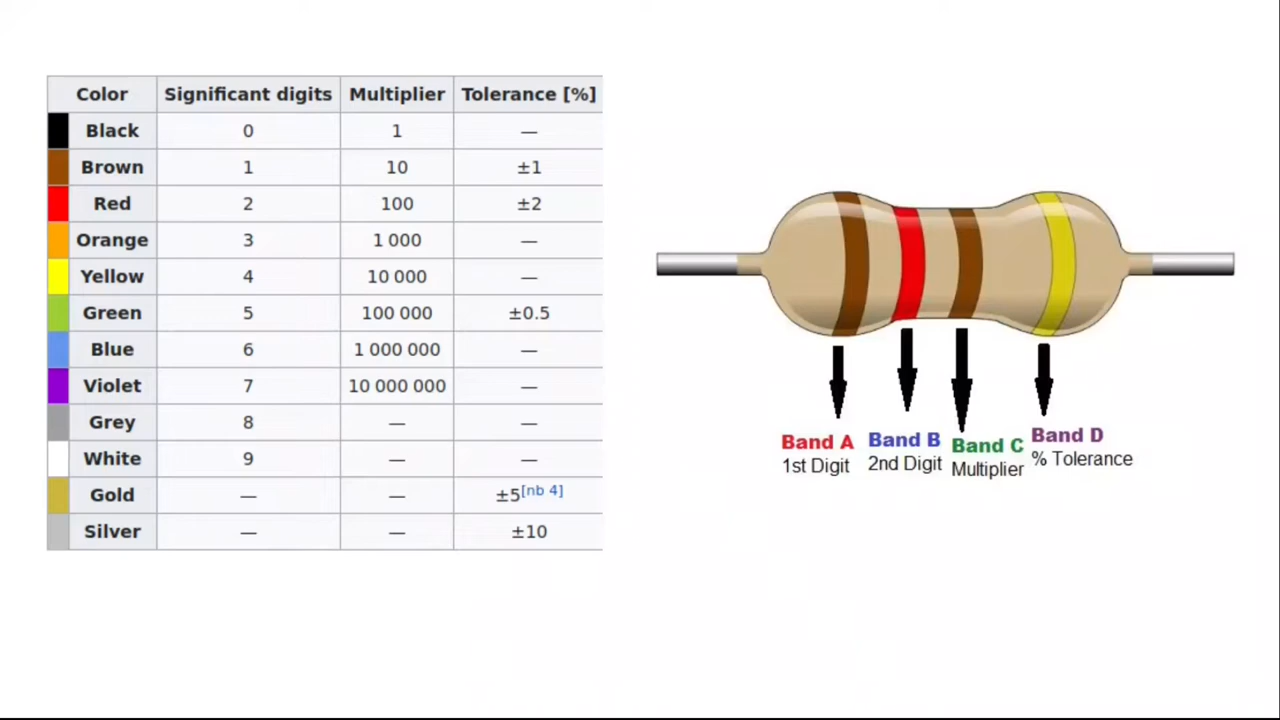 Color Significant digits Multiplier Tolerance [%]
Black 0 1 —
Brown 1 10 ±1
Red 2 100 ±2
Orange 3 1 000 —
Yellow 4 10 000 —
Green 5 100 000 ±0.5
Blue 6 1 000 000 —
Violet 7 10 000 000 —
Grey 8 — —
White 9 — —
Gold — — ±5[nb 4]
Silver — — ±10
Band A
1st Digit
Band B
2nd Digit
Band C
Multiplier
Band D
% Tolerance